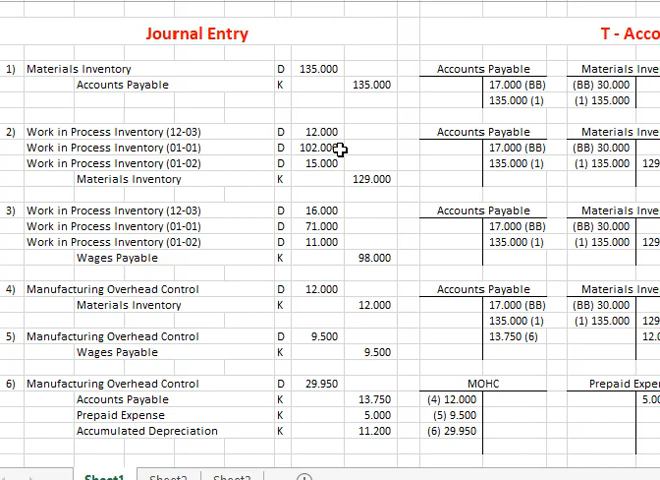 Journal Entry T - Acco
1) Materials Inventory D 135.000 Accounts Payable Materials Inve
Accounts Payable K 135.000 17.000 (BB) (BB) 30.000
135.000 (1) (1) 135.000
2) Work in Process Inventory (12-03) D 12.000 Accounts Payable Materials Inve
Work in Process Inventory (01-01) D 102.000 17.000 (BB) (BB) 30.000
Work in Process Inventory (01-02) D 15.000 135.000 (1) (1) 135.000 129
Materials Inventory K 129.000
3) Work in Process Inventory (12-03) D 16.000 Accounts Payable Materials Inve
Work in Process Inventory (01-01) D 71.000 17.000 (BB) (BB) 30.000
Work in Process Inventory (01-02) D 11.000 135.000 (1) (1) 135.000 129
Wages Payable K 98.000
4) Manufacturing Overhead Control D 12.000 Accounts Payable Materials Inve
Materials Inventory K 12.000 17.000 (BB) (BB) 30.000
135.000 (1) (1) 135.000 129
5) Manufacturing Overhead Control D 9.500 13.750 (6) 12.0
Wages Payable K 9.500
6) Manufacturing Overhead Control D 29.950 MOHC Prepaid Expe
Accounts Payable K 13.750 (4) 12.000 5.00
Prepaid Expense K 5.000 (5) 9.500
Accumulated Depreciation K 11.200 (6) 29.950
Sheet1 Sheet2 Sheet3